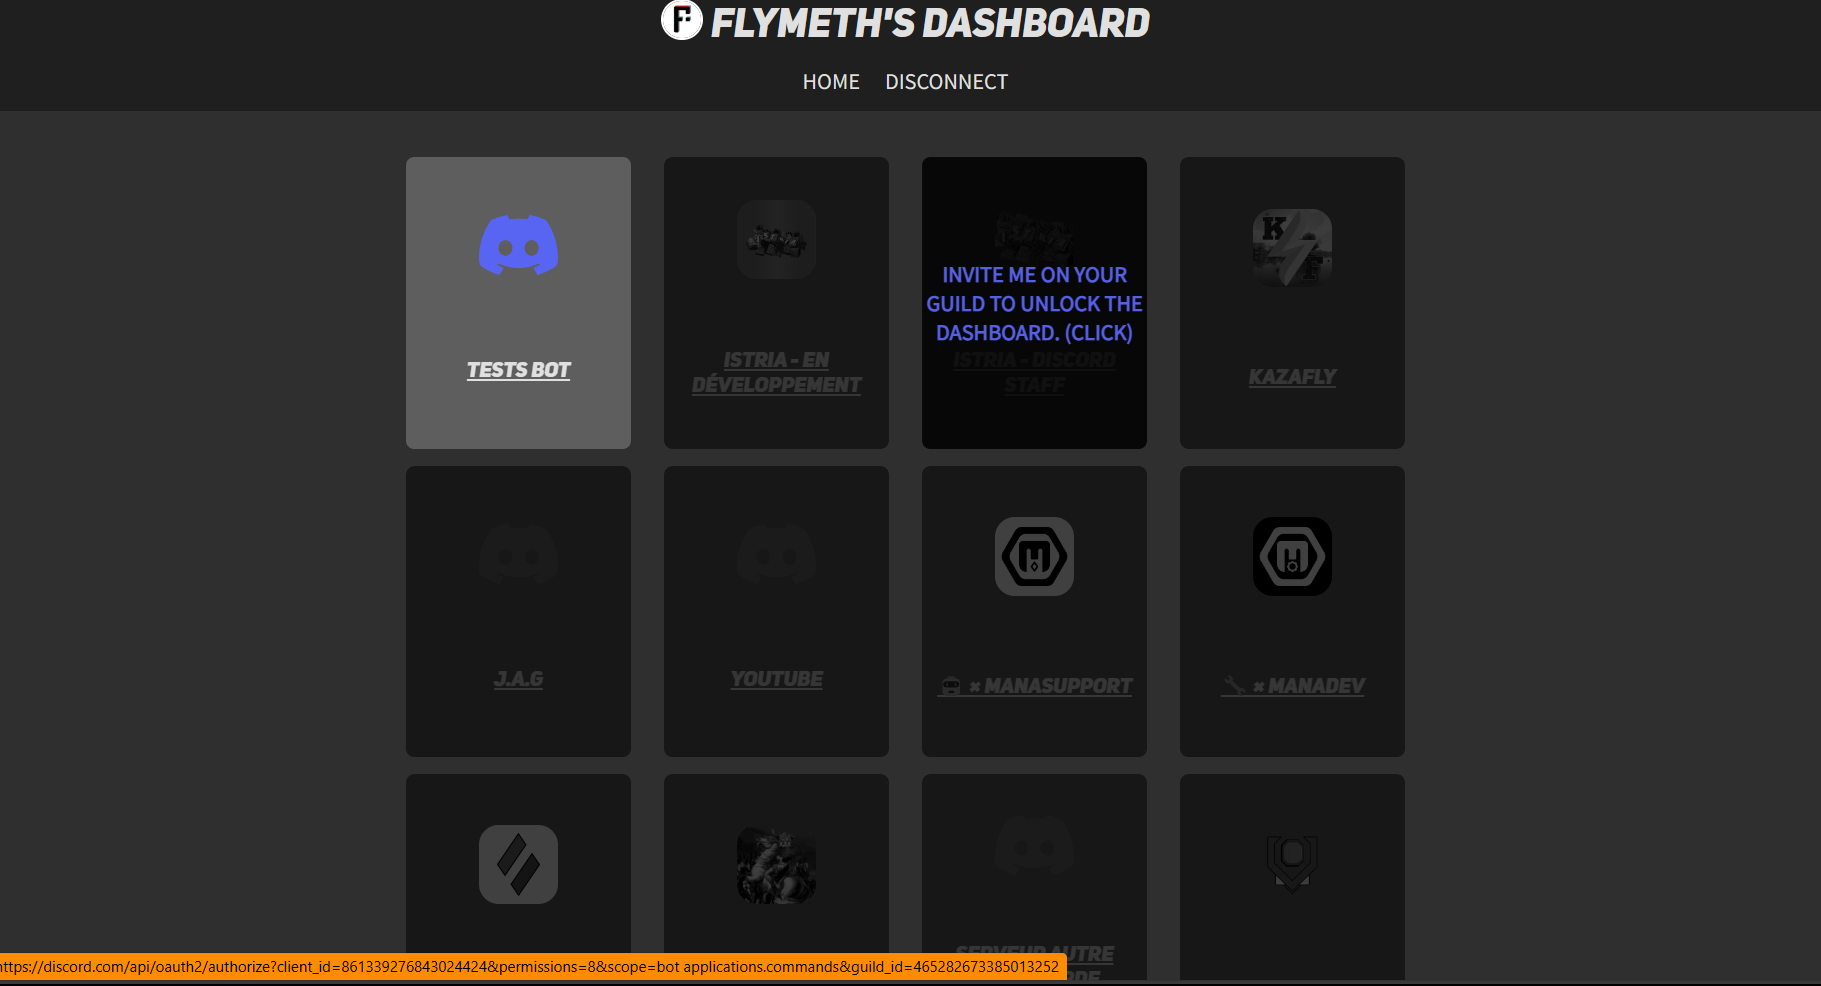 FLYMETH'S DASHBOARD
HOME DISCONNECT
TESTS BOT
ISTRIA - EN
DÉVELOPPEMENT
INVITE ME ON YOUR
GUILD TO UNLOCK THE
DASHBOARD. (CLICK)
ISTRIA - DISCORD
STAFF
K
F
KAZAFLY
J.A.G
YOUTUBE
× MANASUPPORT
× MANADEV
SERVEUR AUTRE
https://discord.com/api/oauth2/authorize?client_id=861339276843024424&permissions=8&scope=bot applications.commands&guild_id=465282673385013252